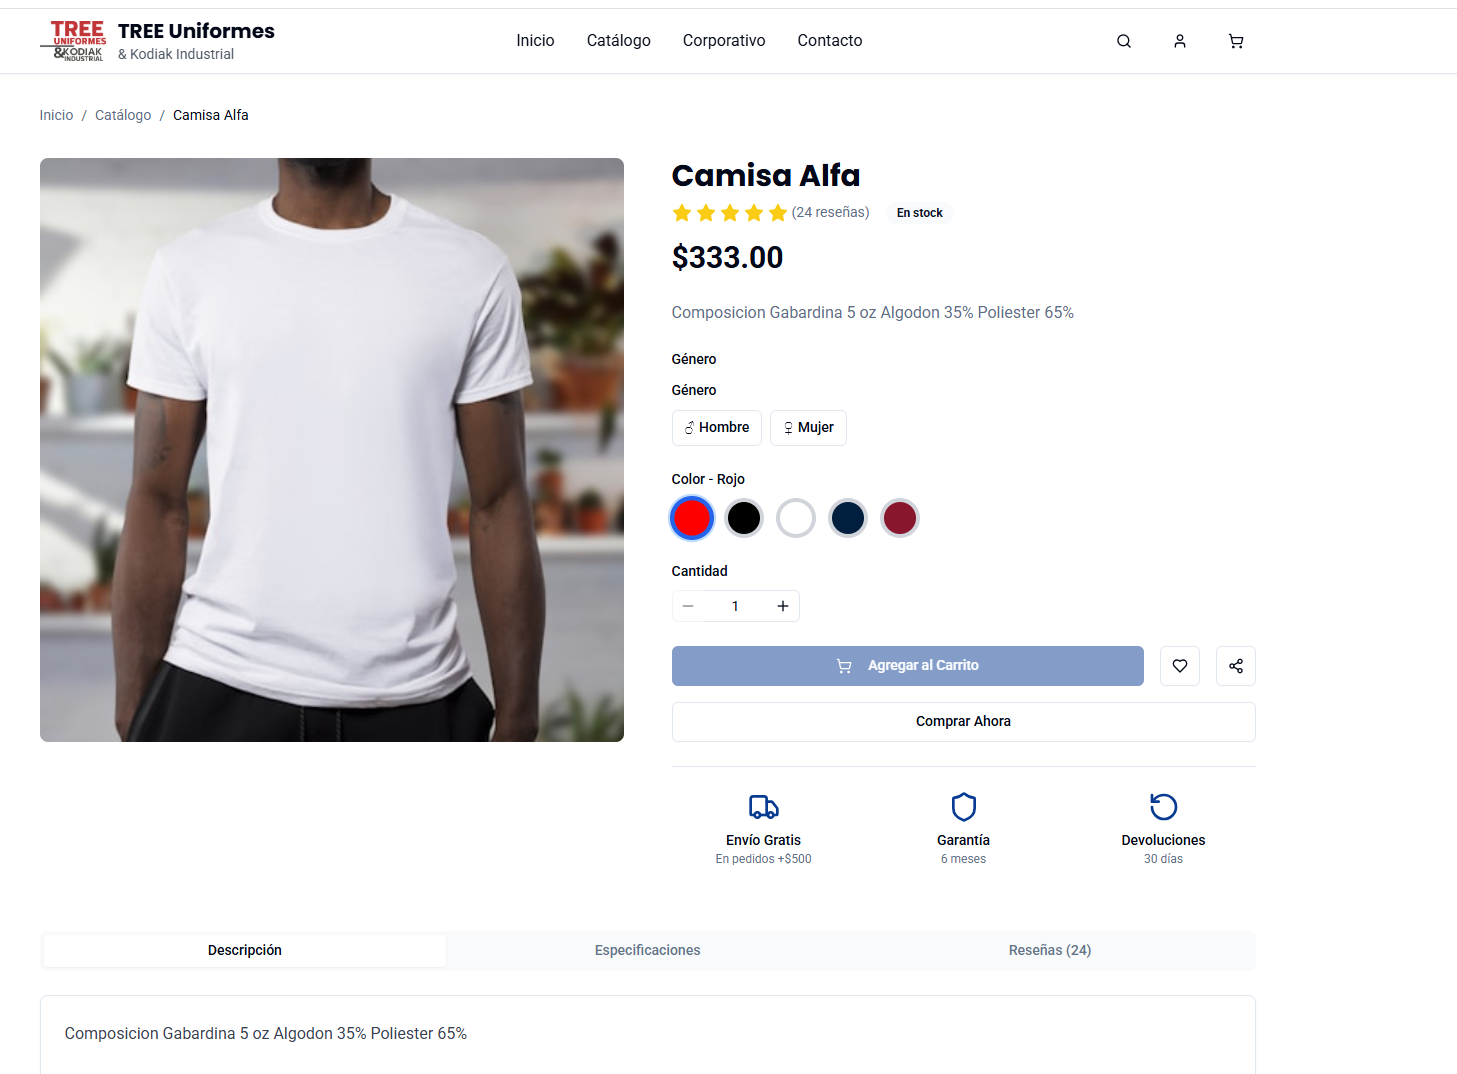 TREE
UNIFORMES
&KODIAK
INDUSTRIAL
TREE Uniformes
& Kodiak Industrial
Inicio
Catálogo
Corporativo
Contacto
Inicio / Catálogo / Camisa Alfa
Camisa Alfa
(24 reseñas)
En stock
$333.00
Composicion Gabardina 5 oz Algodon 35% Poliester 65%
Género
Género
♂ Hombre
♀ Mujer
Color - Rojo
Cantidad
1
Agregar al Carrito
Comprar Ahora
Envío Gratis
En pedidos +$500
Garantía
6 meses
Devoluciones
30 días
Descripción
Especificaciones
Reseñas (24)
Composicion Gabardina 5 oz Algodon 35% Poliester 65%